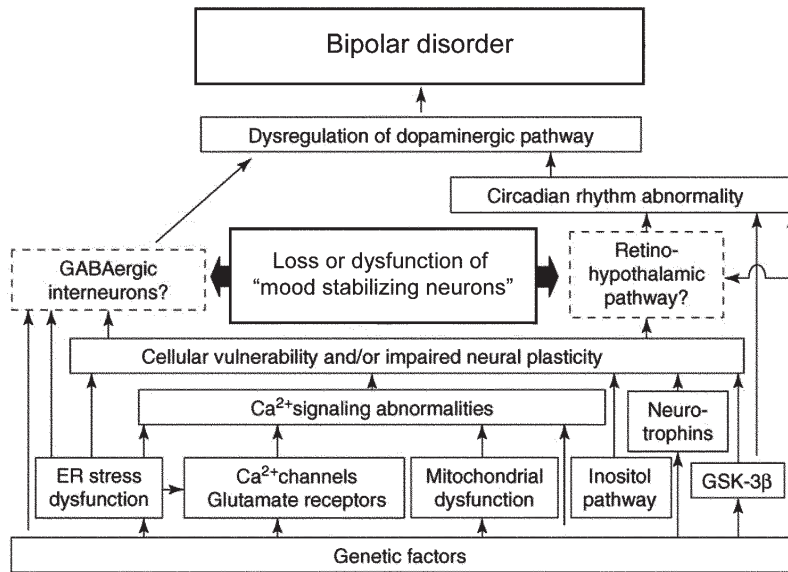 Bipolar disorder
Dysregulation of dopaminergic pathway
Circadian rhythm abnormality
GABAergic
interneurons?
Loss or dysfunction of
“mood stabilizing neurons”
Retino-
hypothalamic
pathway?
Cellular vulnerability and/or impaired neural plasticity
Ca²⁺signaling abnormalities
Neuro-
trophins
ER stress
dysfunction
Ca²⁺channels
Glutamate receptors
Mitochondrial
dysfunction
Inositol
pathway
GSK-3β
Genetic factors